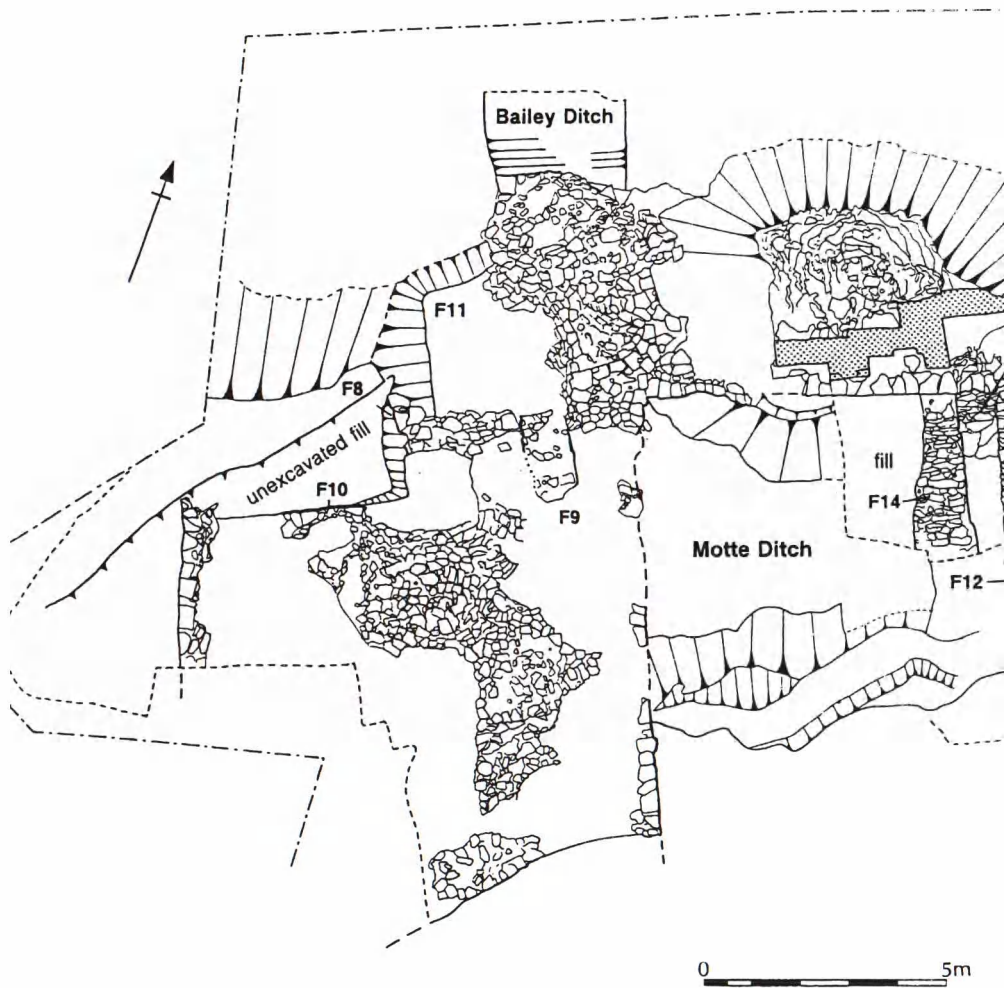 Bailey Ditch
F11
F8
unexcavated fill
F10
F9
fill
F14
Motte Ditch
F12
0 5m